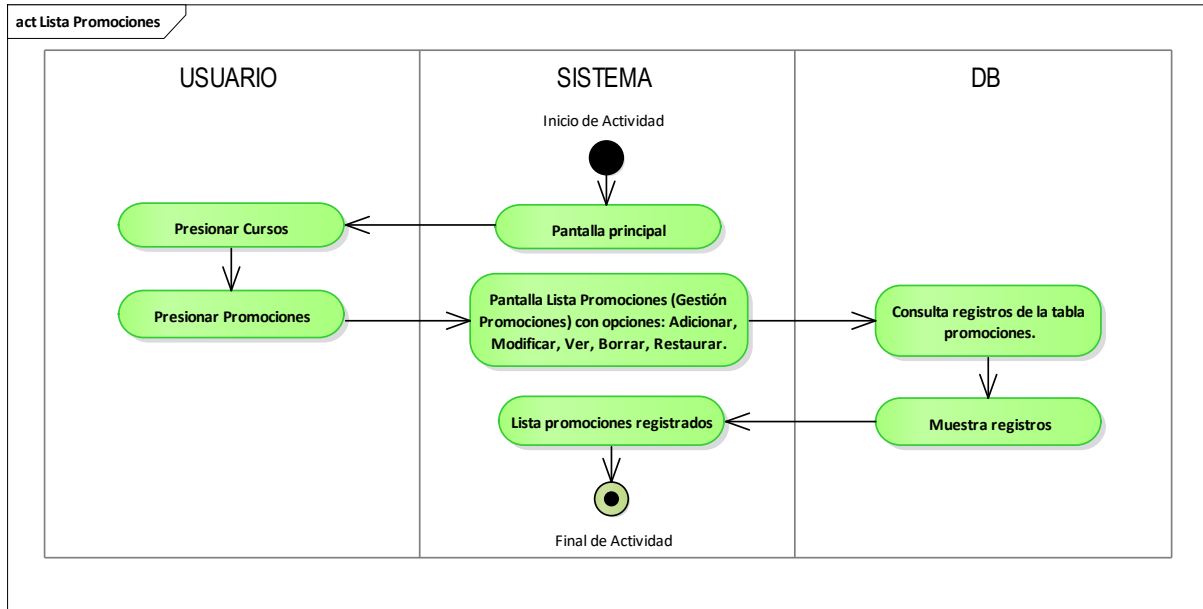 act Lista Promociones
USUARIO
SISTEMA
DB
Inicio de Actividad
Presionar Cursos
Pantalla principal
Presionar Promociones
Pantalla Lista Promociones (Gestión
Promociones) con opciones: Adicionar,
Modificar, Ver, Borrar, Restaurar.
Consulta registros de la tabla
promociones.
Lista promociones registrados
Muestra registros
Final de Actividad